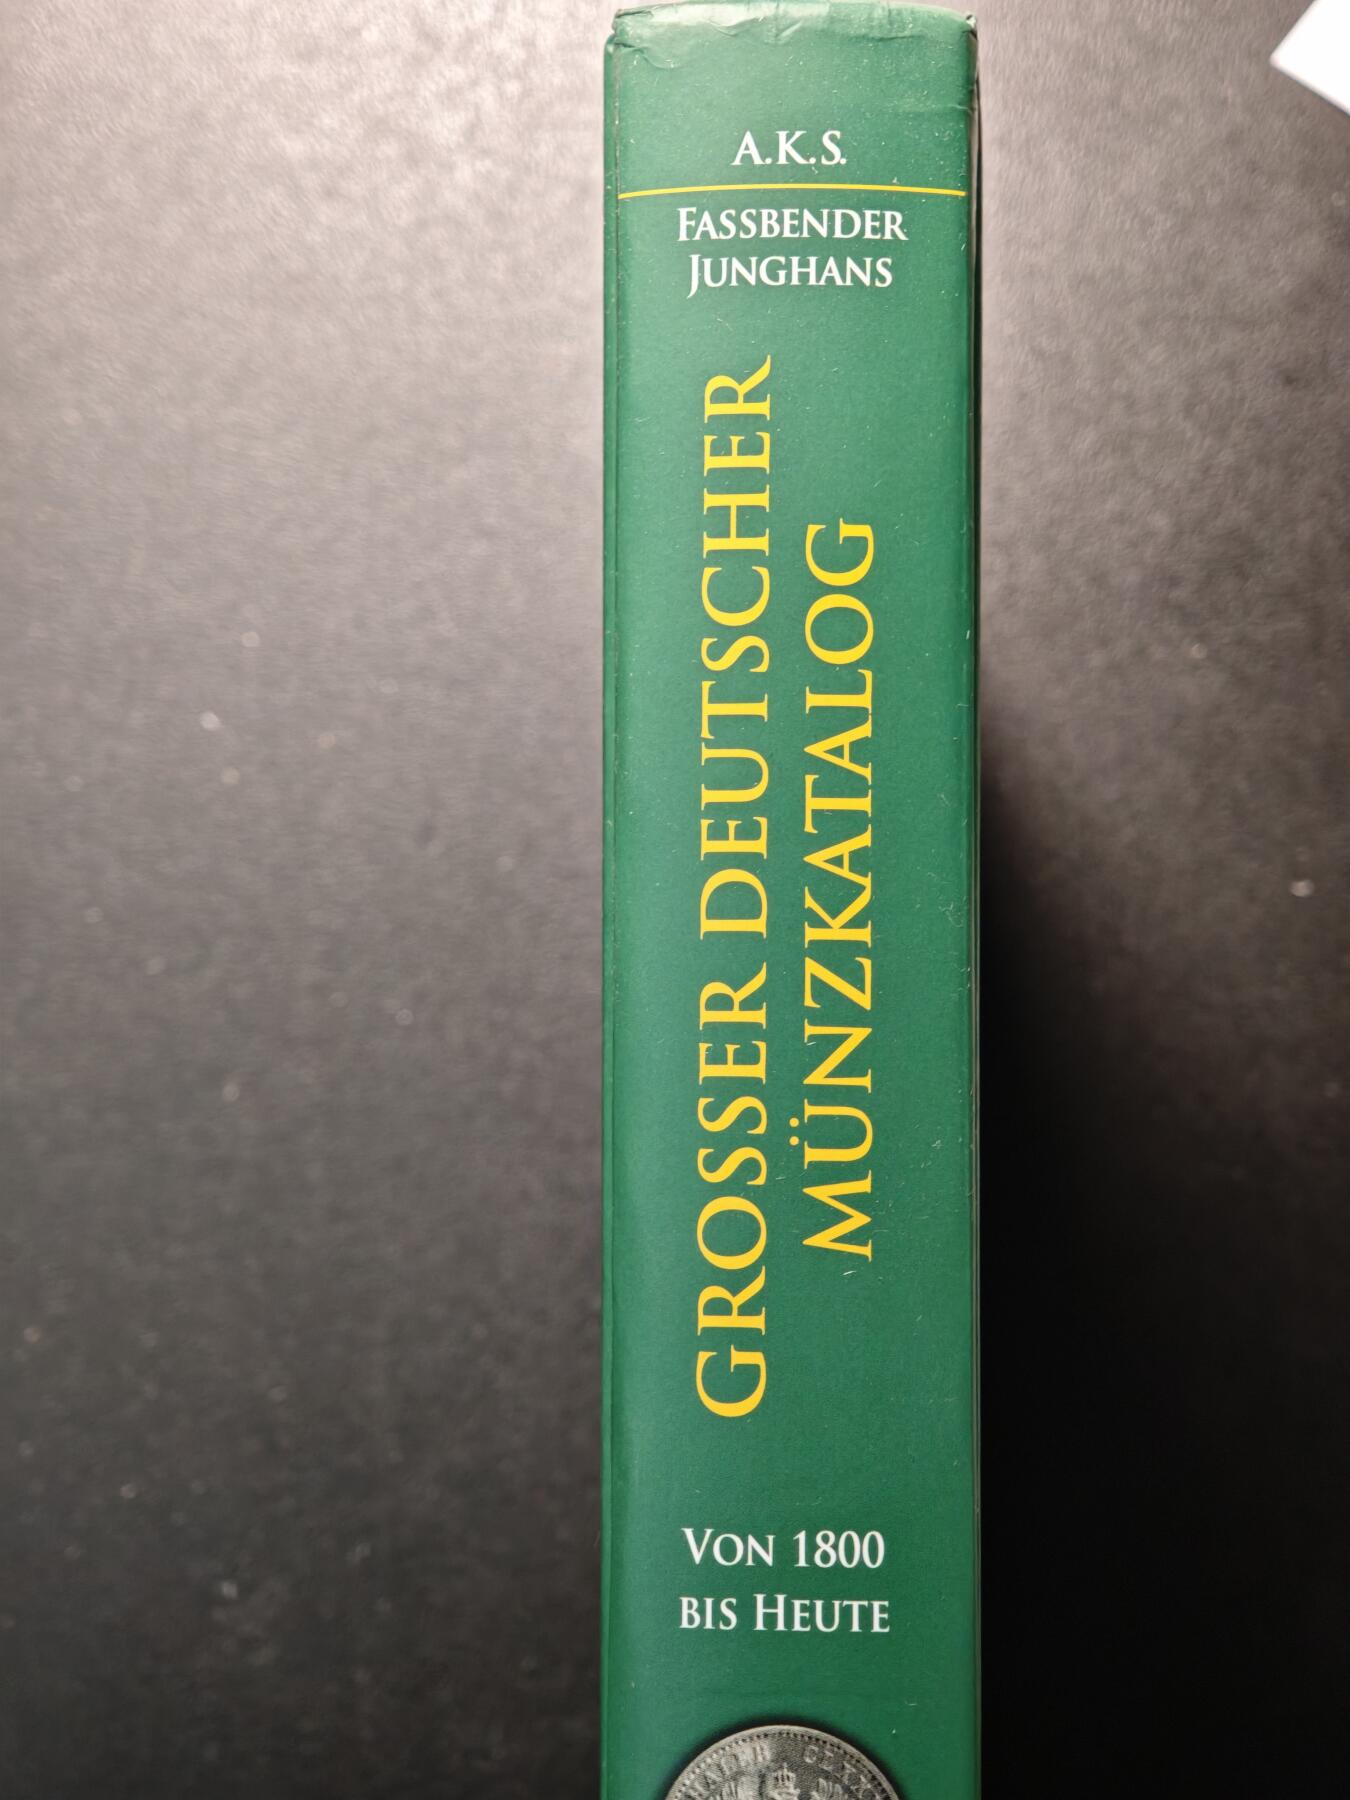 A.K.S.
FASSBENDER
JUNGHANS
GROSSER DEUTSCHER
MÜNZKATALOG
VON 1800
BIS HEUTE